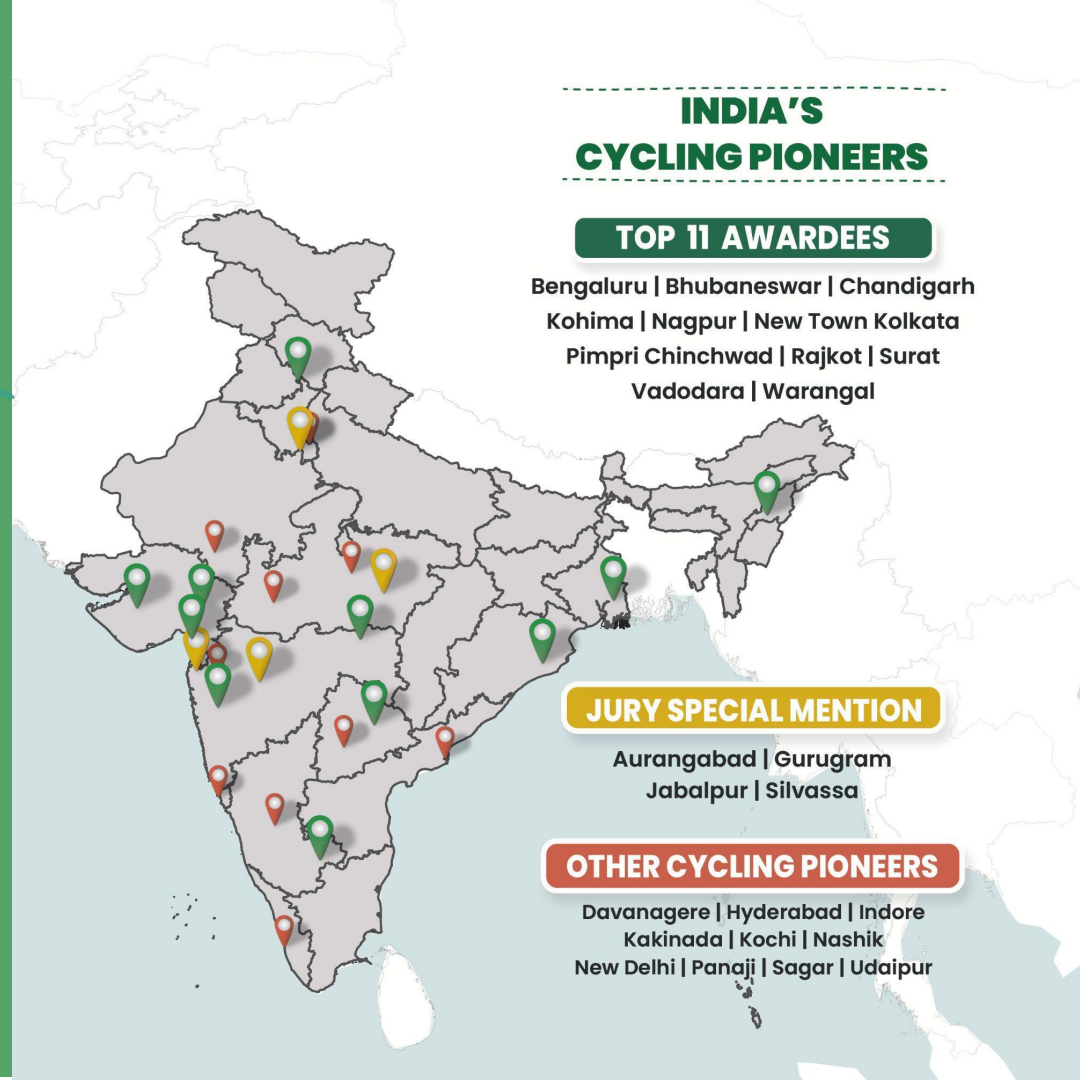 INDIA'S
CYCLING PIONEERS
TOP 11 AWARDEES
Bengaluru | Bhubaneswar | Chandigarh
Kohima | Nagpur | New Town Kolkata
Pimpri Chinchwad | Rajkot | Surat
Vadodara | Warangal
JURY SPECIAL MENTION
Aurangabad | Gurugram
Jabalpur | Silvassa
OTHER CYCLING PIONEERS
Davanagere | Hyderabad | Indore
Kakinada | Kochi | Nashik
New Delhi | Panaji | Sagar | Udaipur